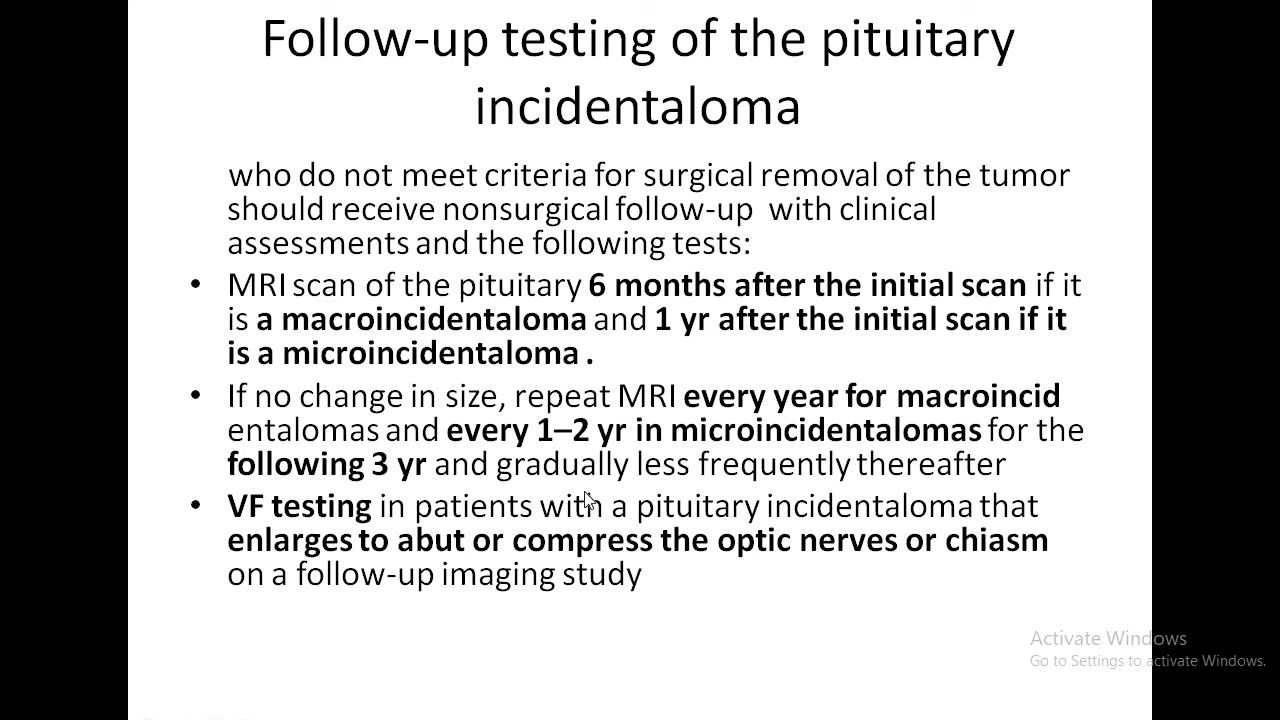 Follow-up testing of the pituitary
incidentaloma
who do not meet criteria for surgical removal of the tumor
should receive nonsurgical follow-up with clinical
assessments and the following tests:
• MRI scan of the pituitary 6 months after the initial scan if it
is a macroincidentaloma and 1 yr after the initial scan if it
is a microincidentaloma .
• If no change in size, repeat MRI every year for macroincid
entalomas and every 1–2 yr in microincidentalomas for the
following 3 yr and gradually less frequently thereafter
• VF testing in patients with a pituitary incidentaloma that
enlarges to abut or compress the optic nerves or chiasm
on a follow-up imaging study
Activate Windows
Go to Settings to activate Windows.